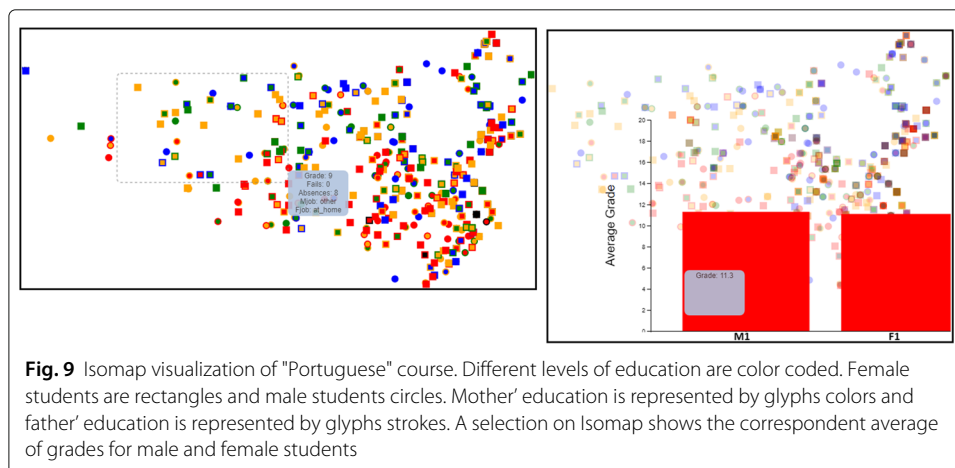 Grade: 9
Fails: 0
Absences: 8
Mjob: other
Fjob: at_home
Average Grade
20
18
16
14
12
10
8
6
4
2
0
Grade: 11.3
M1
F1
Fig. 9 Isomap visualization of "Portuguese" course. Different levels of education are color coded. Female
students are rectangles and male students circles. Mother' education is represented by glyphs colors and
father' education is represented by glyphs strokes. A selection on Isomap shows the correspondent average
of grades for male and female students